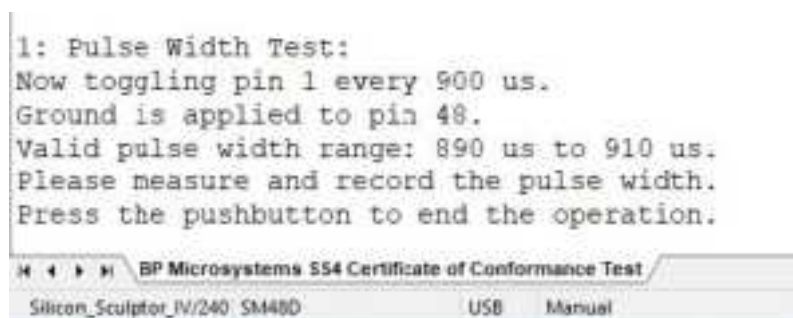 1: Pulse Width Test:
Now toggling pin 1 every 900 us.
Ground is applied to pin 48.
Valid pulse width range: 890 us to 910 us.
Please measure and record the pulse width.
Press the pushbutton to end the operation.
BP Microsystems SS4 Certificate of Conformance Test
Silicon_Sculptor_IV/240 SM48D USB Manual